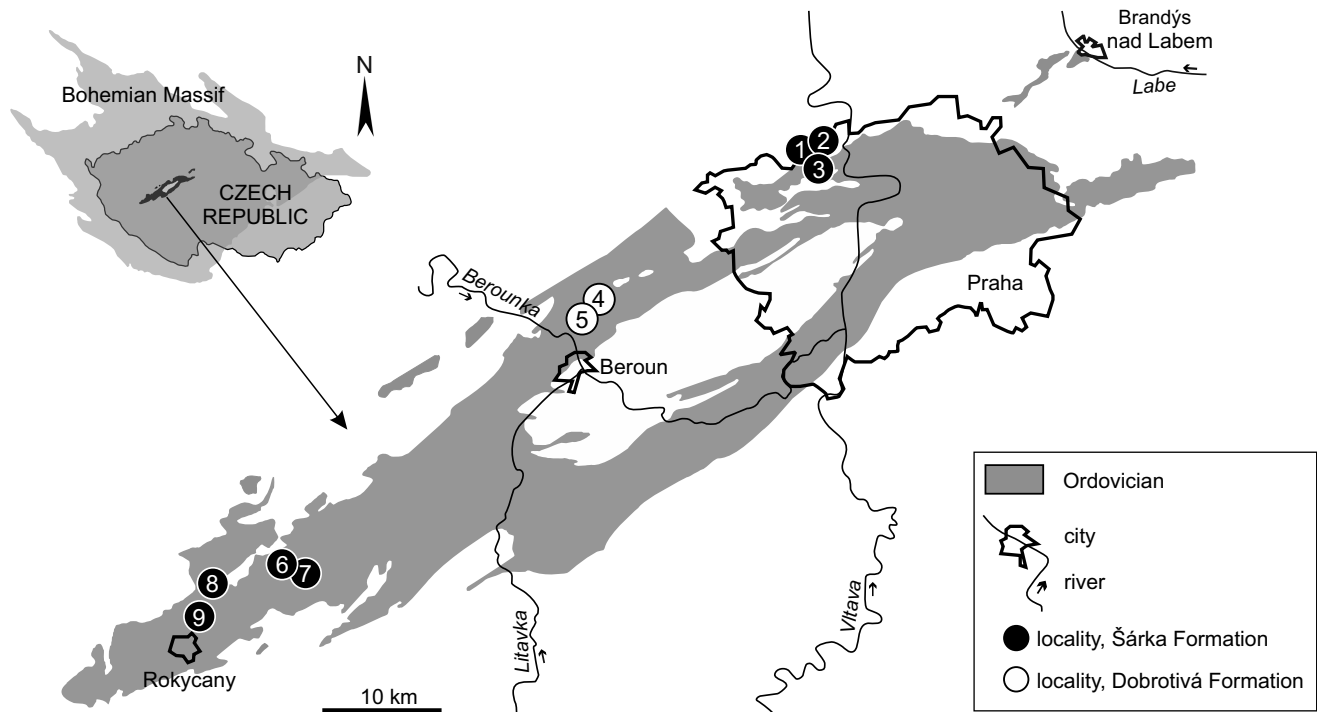 Bohemian Massif
N
CZECH
REPUBLIC
Brandýs
nad Labem
Labe
1
2
3
Praha
Berounka
4
5
Beroun
6
7
8
9
Rokycany
Litavka
Vltava
10 km
Ordovician
city
river
locality, Šárka Formation
locality, Dobrotivá Formation